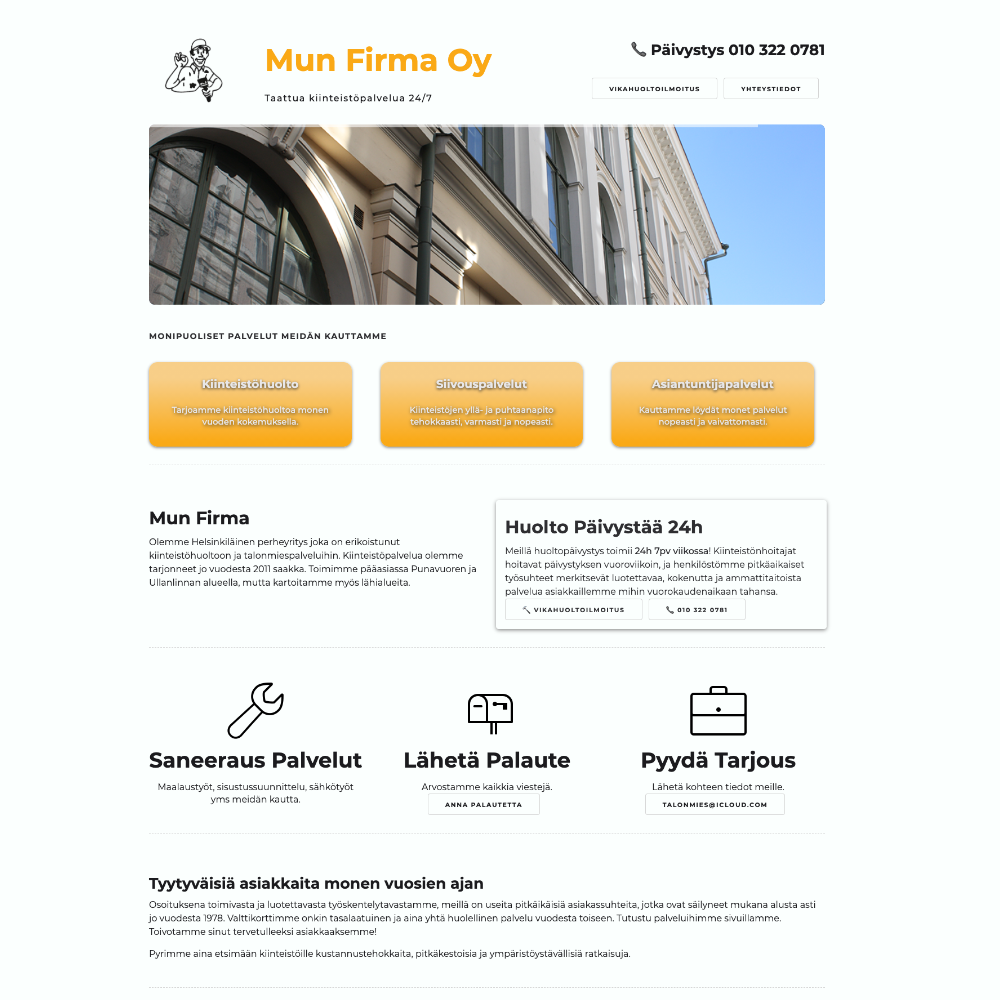 Mun Firma Oy
Taattua kiinteistöpalvelua 24/7
Päivystys 010 322 0781
VIKAHUOLTOILMOITUS
YHTEYSTIEDOT
MONIPUOLISET PALVELUT MEIDÄN KAUTTAMME
Kiinteistöhuolto
Tarjoamme kiinteistöhuoltoa monen
vuoden kokemuksella.
Siivouspalvelut
Kiinteistöjen yllä- ja puhtaanapito
tehokkaasti, varmasti ja nopeasti.
Asiantuntijapalvelut
Kauttamme löydät monet palvelut
nopeasti ja vaivattomasti.
Mun Firma
Olemme Helsinkiläinen perheyritys joka on erikoistunut
kiinteistöhuoltoon ja talonmiespalveluihin. Kiinteistöpalvelua olemme
tarjonneet jo vuodesta 2011 saakka. Toimimme pääasiassa Punavuoren ja
Ullanlinnan alueella, mutta kartoitamme myös lähialueita.
Huolto Päivystää 24h
Meillä huoltopäivystys toimii 24h 7pv viikossa! Kiinteistönhoitajat
hoitavat päivystyksen vuoroviikoin, ja henkilöstömme pitkäaikaiset
työsuhteet merkitsevät luotettavaa, kokenutta ja ammattitaitoista
palvelua asiakkaillemme mihin vuorokaudenaikaan tahansa.
VIKAHUOLTOILMOITUS
010 322 0781
Saneeraus Palvelut
Maalaustyöt, sisustussuunnittelu, sähkötyöt
yms meidän kautta.
Lähetä Palaute
Arvostamme kaikkia viestejä.
ANNA PALAUTETTA
Pyydä Tarjous
Lähetä kohteen tiedot meille.
TALONMIES@ICLOUD.COM
Tyytyväisiä asiakkaita monen vuosien ajan
Osoituksena toimivasta ja luotettavasta työskentelytavastamme, meillä on useita pitkäikäisiä asiakassuhteita, jotka ovat säilyneet mukana alusta asti
jo vuodesta 1978. Valttikorttimme onkin tasalaatuinen ja aina yhtä huolellinen palvelu vuodesta toiseen. Tutustu palveluihimme sivuillamme.
Toivotamme sinut tervetulleeksi asiakkaaksemme!
Pyrimme aina etsimään kiinteistöille kustannustehokkaita, pitkäkestoisia ja ympäristöystävällisiä ratkaisuja.